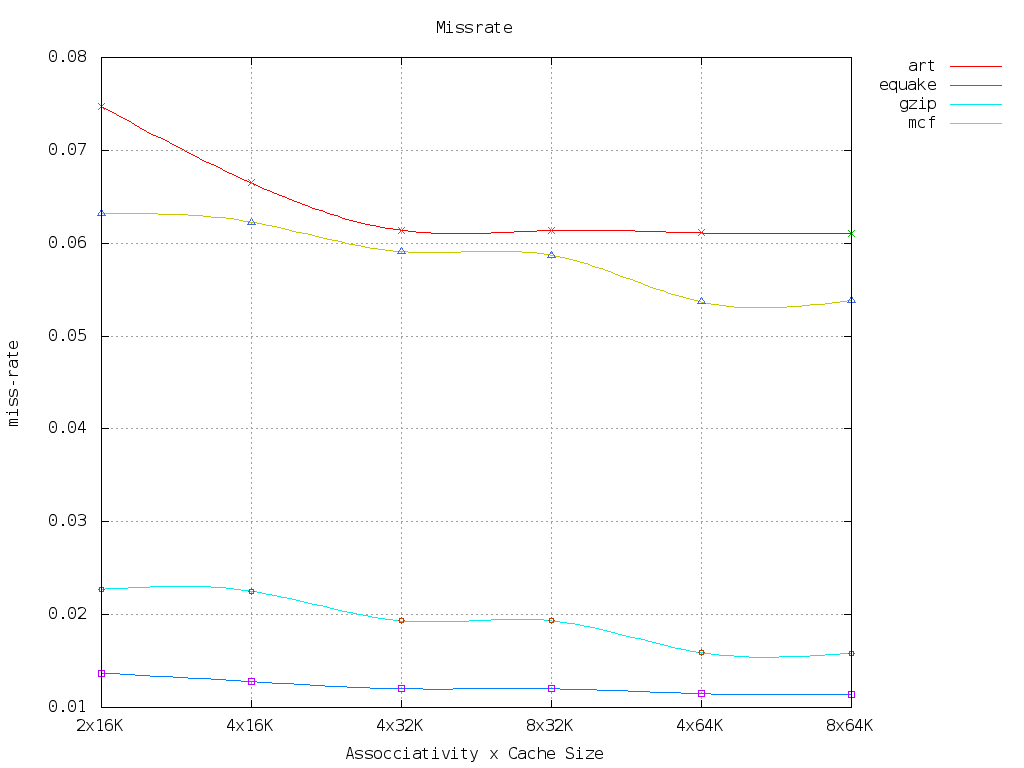 Missrate
0.08
0.07
0.06
0.05
0.04
0.03
0.02
0.01
miss-rate
2x16K 4x16K 4x32K 8x32K 4x64K 8x64K
Assocciativity x Cache Size
art
equake
gzip
mcf